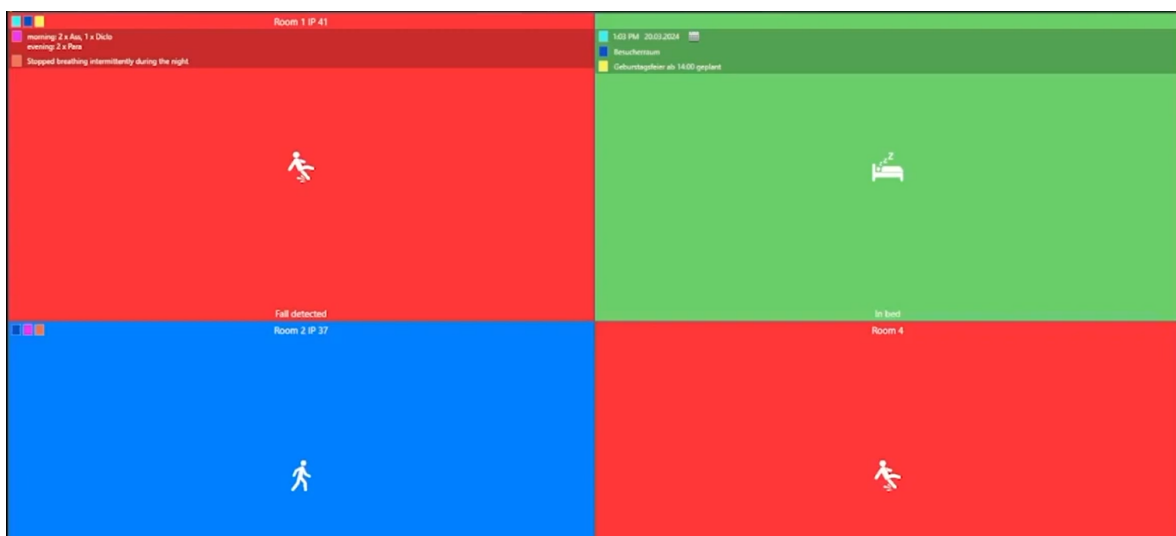 Room 1 IP 41
morning: 2 x Ass, 1 x Diclo
evening: 2 x Para
Stopped breathing intermittently during the night
Fall detected
1:03 PM 20.03.2024
Besucherraum
Geburstagsfeier ab 14:00 geplant
Z
In bed
Room 2 IP 37
Room 4